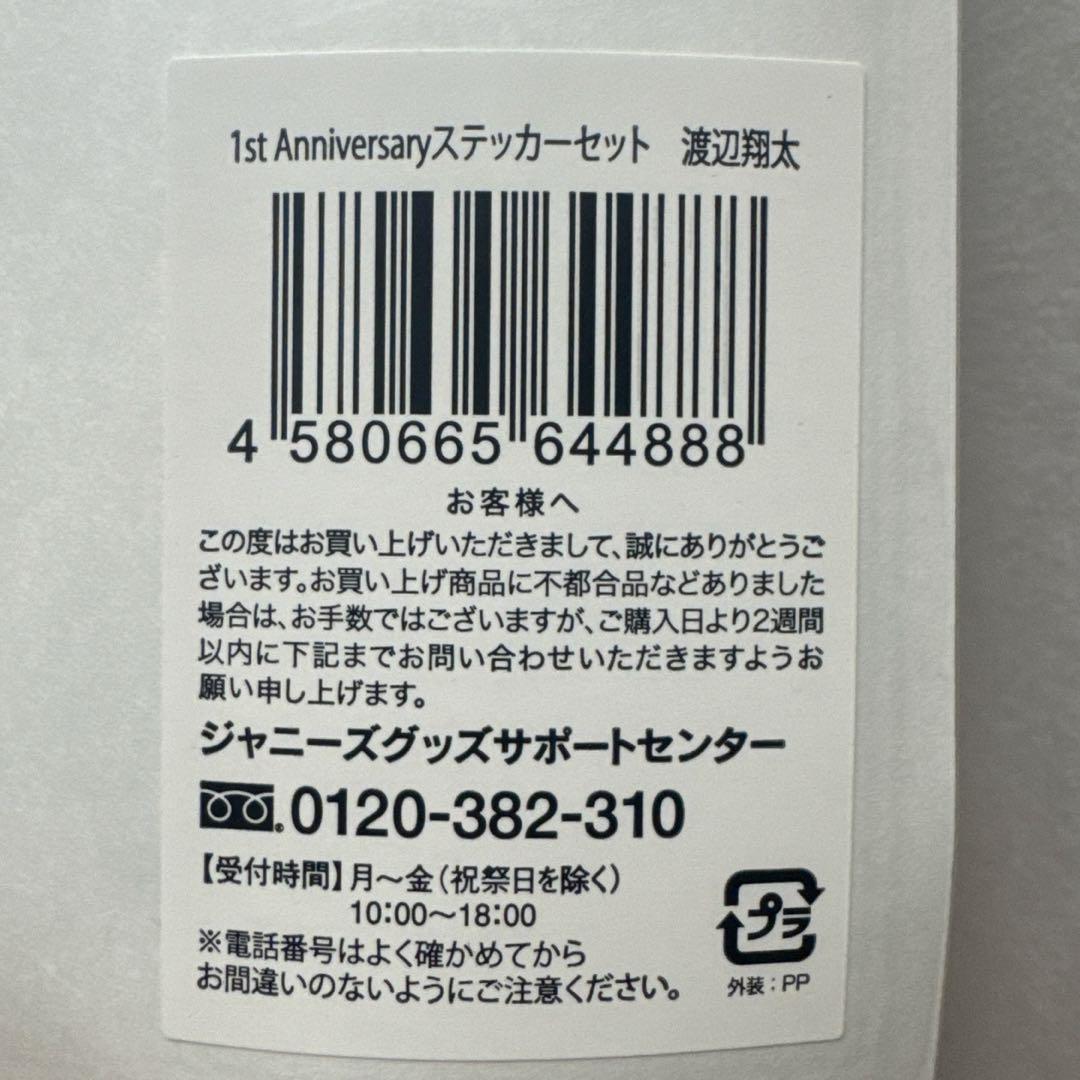 1st Anniversaryステッカーセット　渡辺翔太
4 580665 644888
お客様へ
この度はお買い上げいただきまして、誠にありがとうご
ざいます。お買い上げ商品に不都合品などありました
場合は、お手数ではございますが、ご購入日より2週間
以内に下記までお問い合わせいただきますようお
願い申し上げます。
ジャニーズグッズサポートセンター
0120-382-310
【受付時間】月〜金（祝祭日を除く）
10:00〜18:00
※電話番号はよく確かめてから
お間違いのないようにご注意ください。
プラ
外装：PP